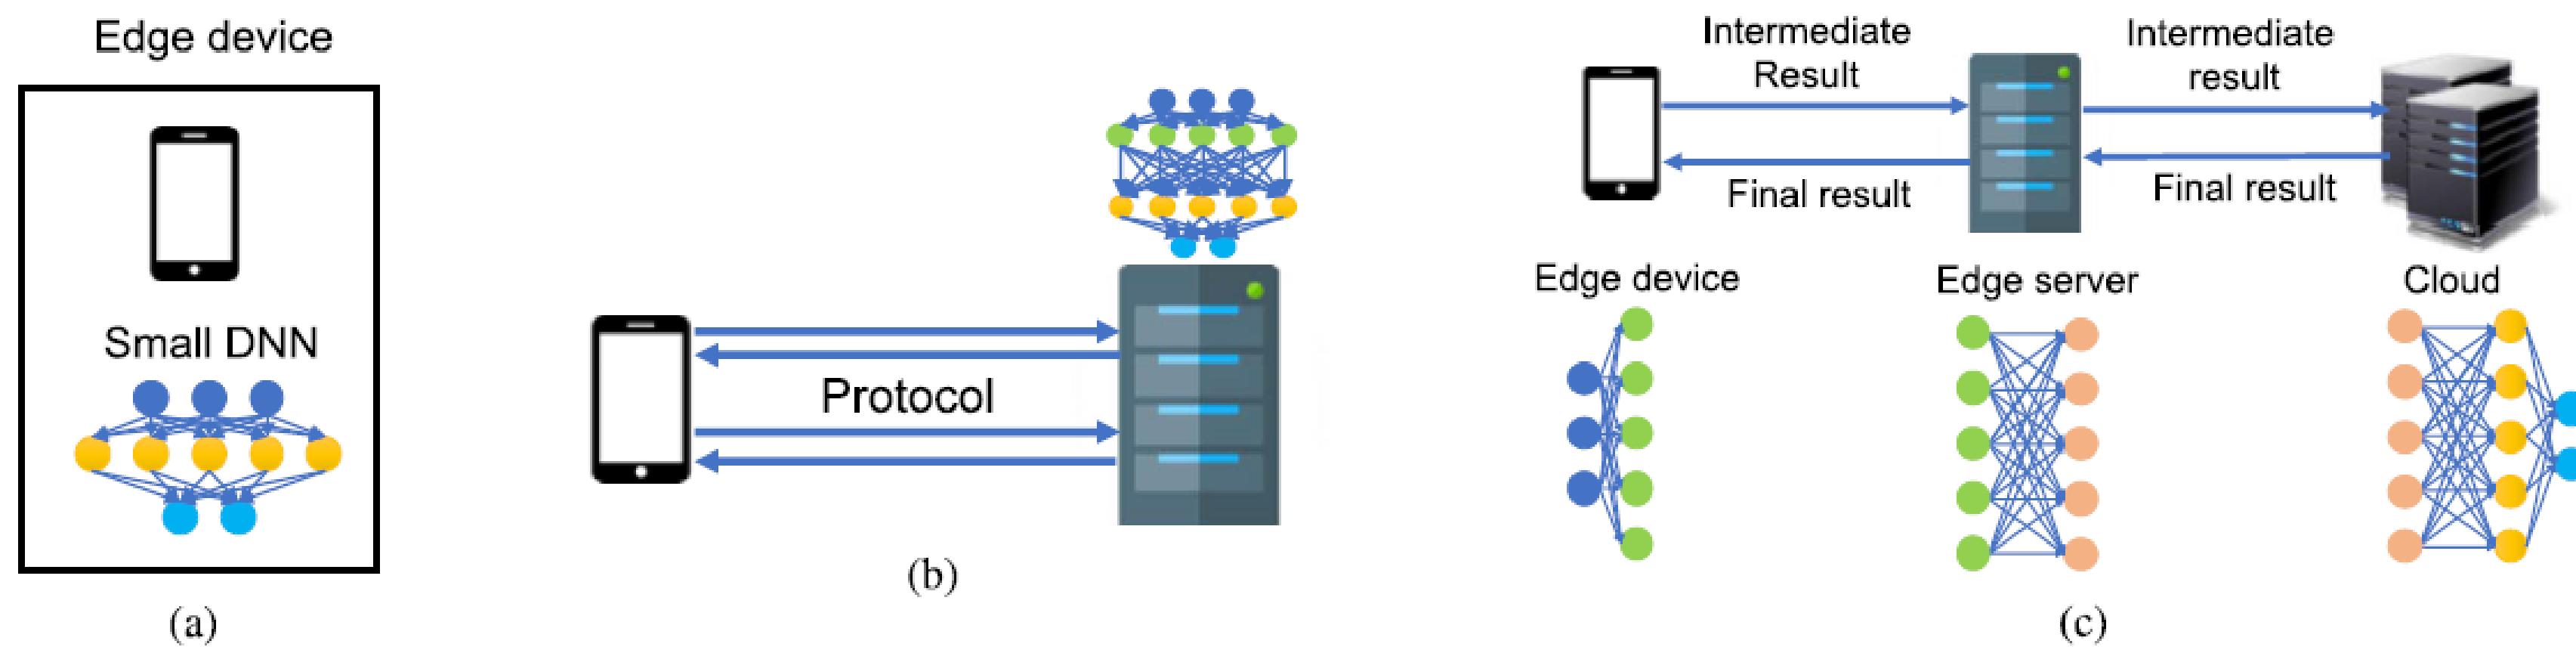 Edge device
Small DNN
(a)
Protocol
(b)
Intermediate
Result
Final result
Intermediate
result
Final result
Edge device
Edge server
Cloud
(c)